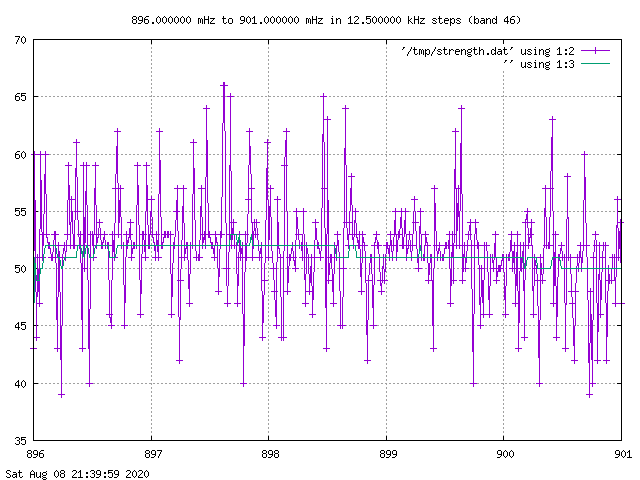 896.000000 mHz to 901.000000 mHz in 12.500000 kHz steps (band 46)
70
65
60
55
50
45
40
35
'/tmp/strength.dat' using 1:2
'' using 1:3
896 897 898 899 900 901
Sat Aug 08 21:39:59 2020